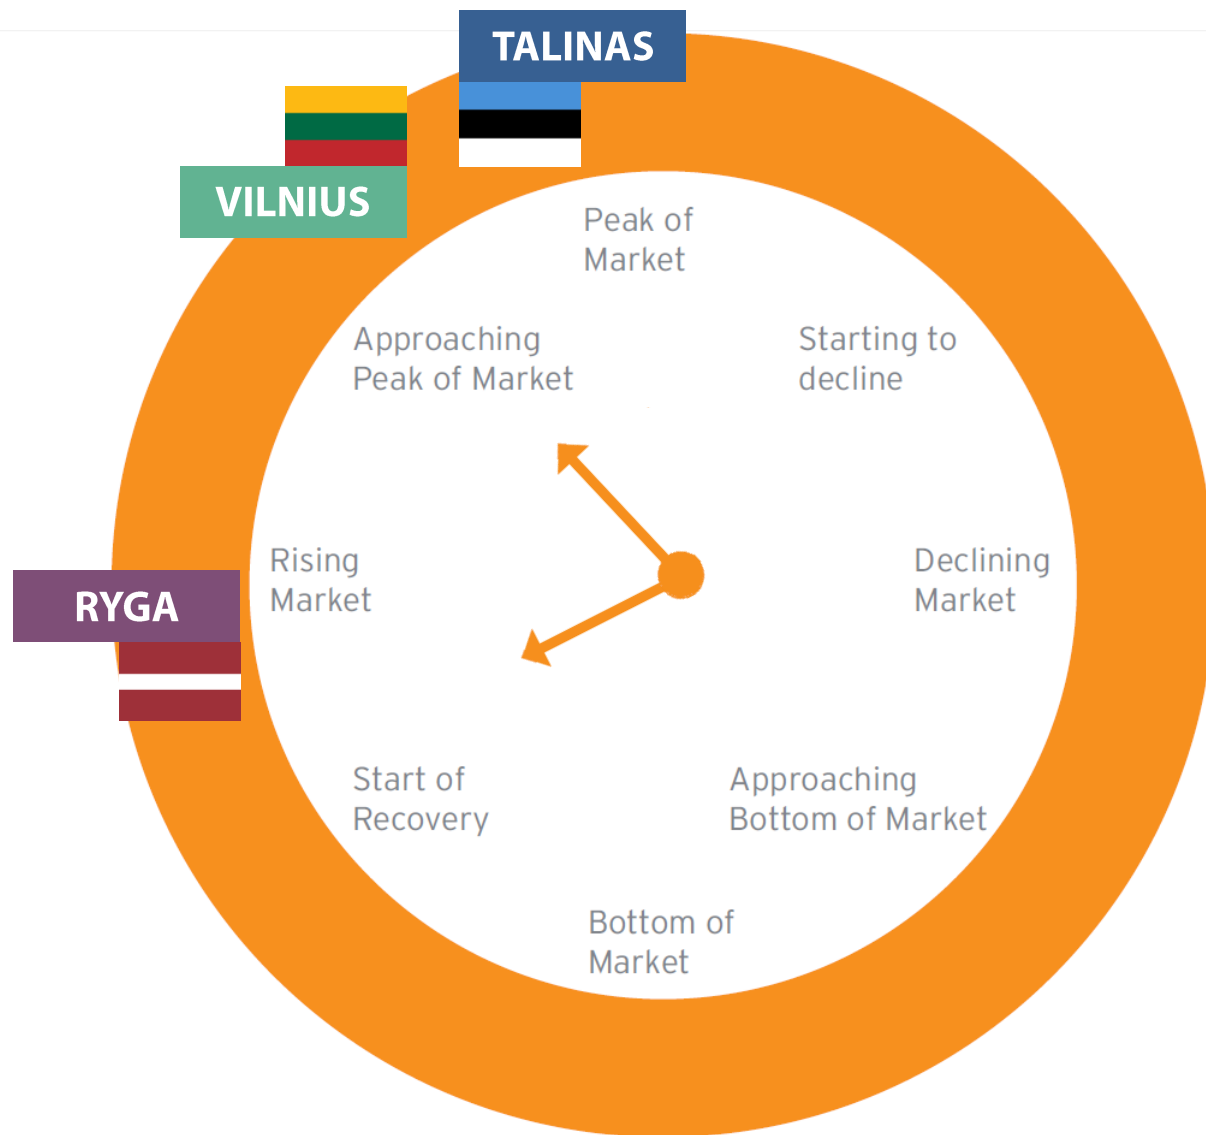 TALINAS
VILNIUS
Peak of
Market
Approaching
Peak of Market
Starting to
decline
Rising
Market
Declining
Market
RYGA
Start of
Recovery
Approaching
Bottom of Market
Bottom of
Market